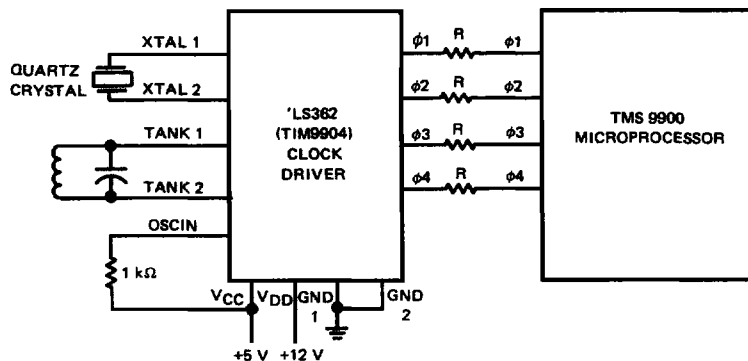 XTAL 1
QUARTZ
CRYSTAL
XTAL 2
TANK 1
TANK 2
OSCIN
1 kΩ
'LS362
(TIM9904)
CLOCK
DRIVER
ϕ1 R ϕ1
ϕ2 R ϕ2
ϕ3 R ϕ3
ϕ4 R ϕ4
TMS 9900
MICROPROCESSOR
VCC VDD GND 1 GND 2
+5 V +12 V